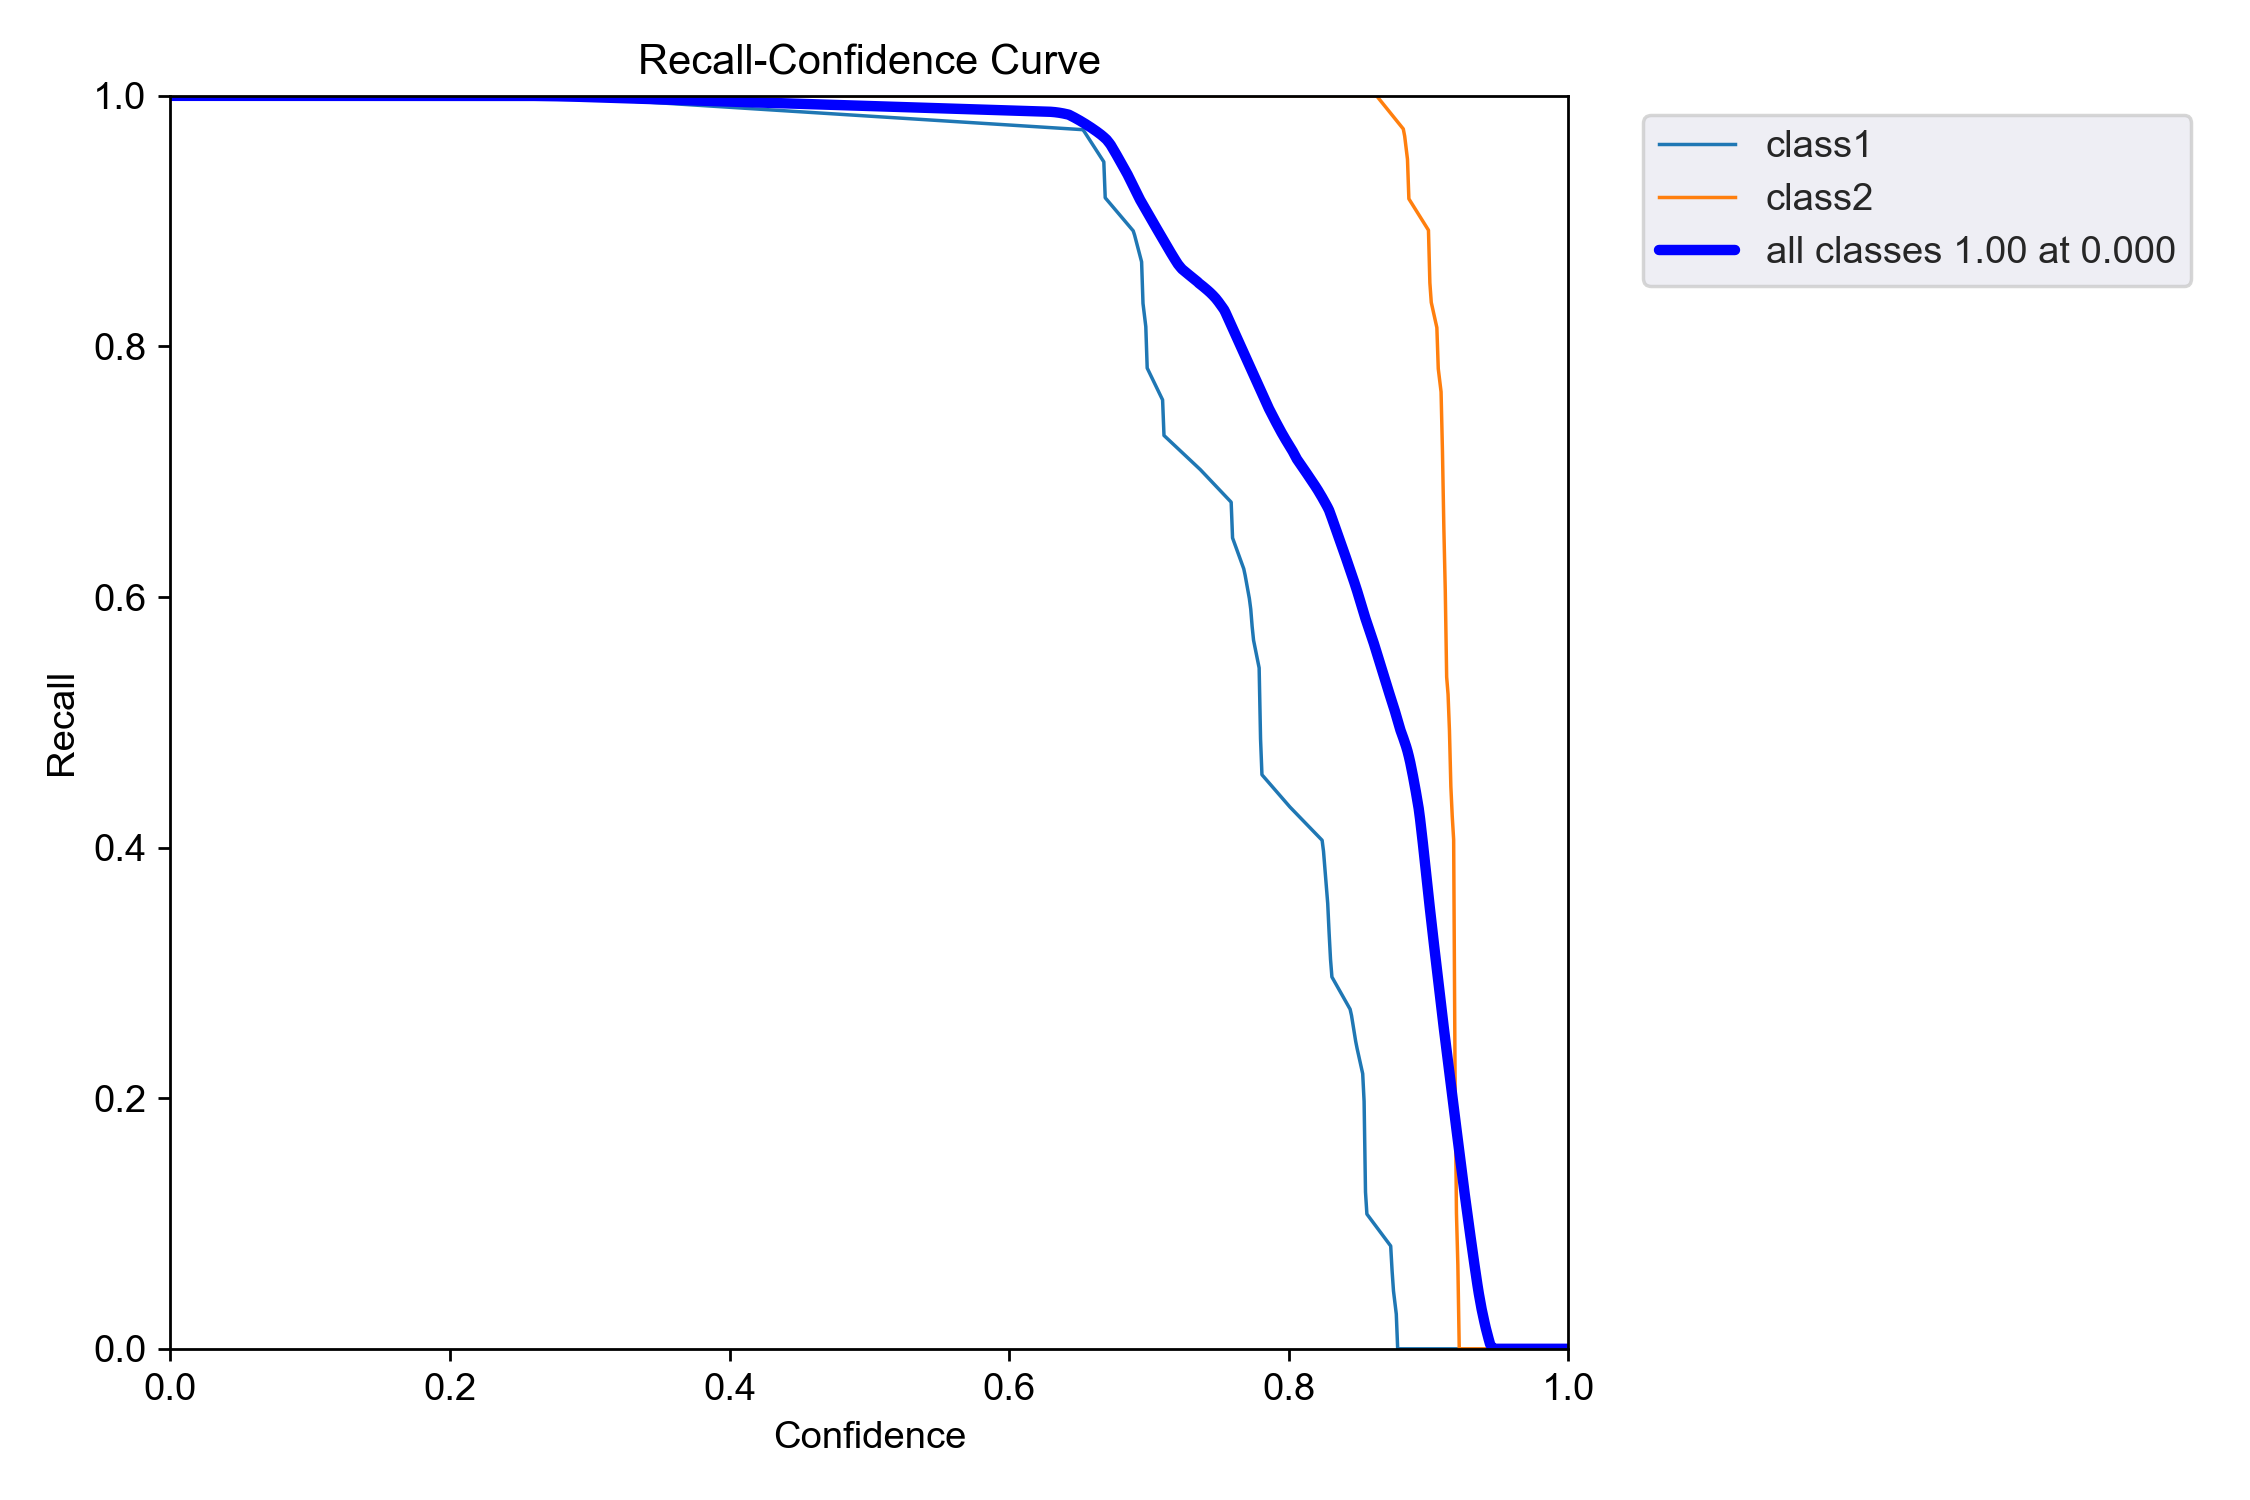 Recall-Confidence Curve
1.0
0.8
0.6
0.4
0.2
0.0
Recall
0.0 0.2 0.4 0.6 0.8 1.0
Confidence
class1
class2
all classes 1.00 at 0.000